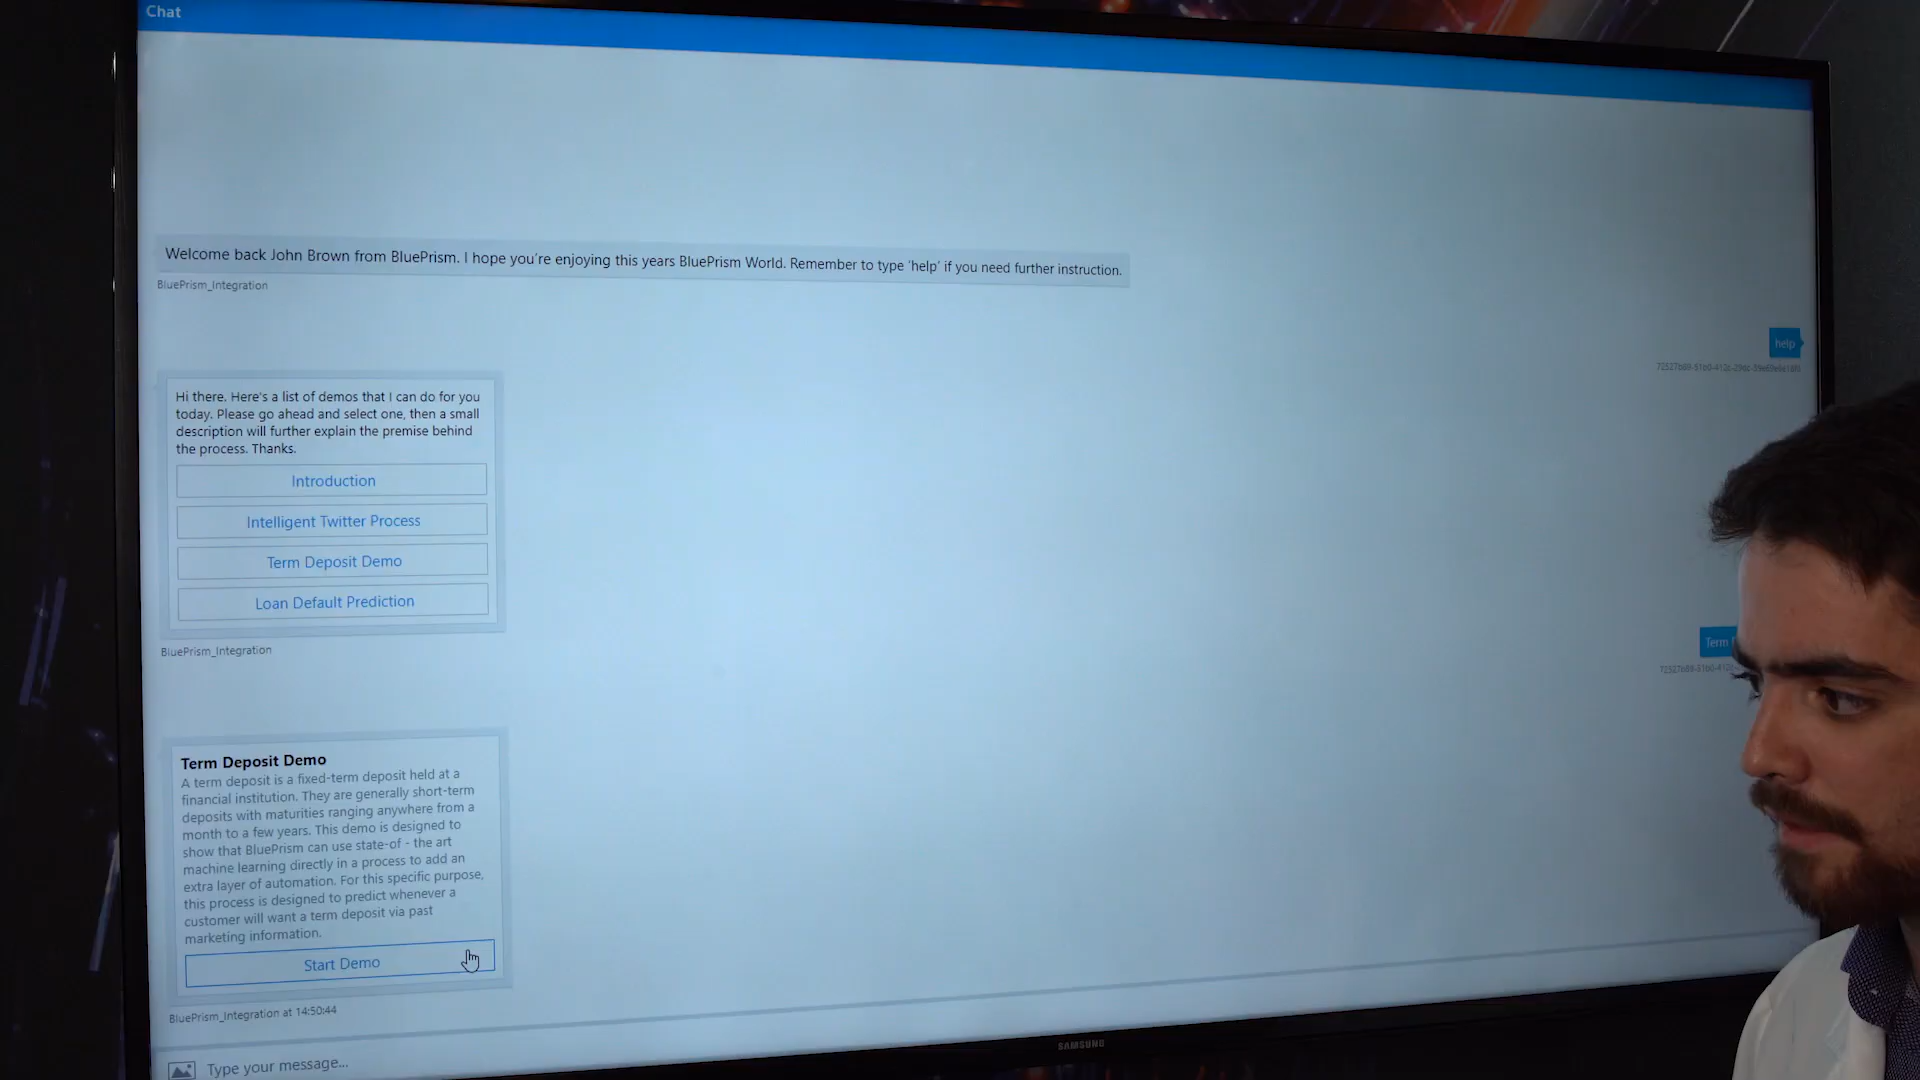 Chat
Welcome back John Brown from BluePrism. I hope you're enjoying this years BluePrism World. Remember to type 'help' if you need further instruction.
BluePrism_Integration
help
Hi there. Here's a list of demos that I can do for you
today. Please go ahead and select one, then a small
description will further explain the premise behind
the process. Thanks.
Introduction
Intelligent Twitter Process
Term Deposit Demo
Loan Default Prediction
BluePrism_Integration
Term
Term Deposit Demo
A term deposit is a fixed-term deposit held at a
financial institution. They are generally short-term
deposits with maturities ranging anywhere from a
month to a few years. This demo is designed to
show that BluePrism can use state-of - the art
machine learning directly in a process to add an
extra layer of automation. For this specific purpose,
this process is designed to predict whenever a
customer will want a term deposit via past
marketing information.
Start Demo
BluePrism_Integration at 14:50:44
Type your message...
SAMSUNG